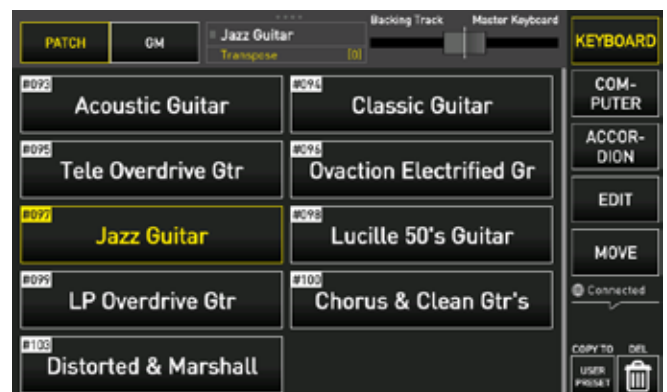 Backing Track Master Keyboard
PATCH GM Jazz Guitar KEYBOARD
Transpose [0]
#093 #094
Acoustic Guitar Classic Guitar
COM-
PUTER
#095 #096
Tele Overdrive Gtr Ovaction Electrified Gr
ACCOR-
DION
EDIT
#097 #098
Jazz Guitar Lucille 50's Guitar
MOVE
#099 #100
LP Overdrive Gtr Chorus & Clean Gtr's
Connected
#103
Distorted & Marshall
COPY TO DEL
USER
PRESET